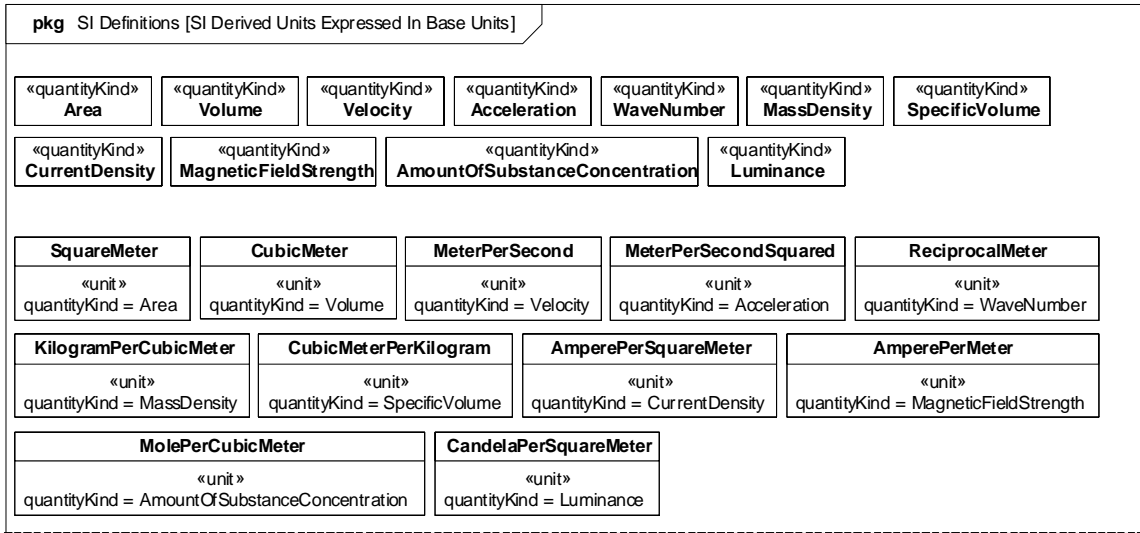 pkg SI Definitions [SI Derived Units Expressed In Base Units]
«quantityKind» «quantityKind» «quantityKind» «quantityKind» «quantityKind» «quantityKind» «quantityKind»
Area Volume Velocity Acceleration WaveNumber MassDensity SpecificVolume
«quantityKind» «quantityKind» «quantityKind» «quantityKind»
CurrentDensity MagneticFieldStrength AmountOfSubstanceConcentration Luminance
SquareMeter CubicMeter MeterPerSecond MeterPerSecondSquared ReciprocalMeter
«unit» «unit» «unit» «unit» «unit»
quantityKind = Area quantityKind = Volume quantityKind = Velocity quantityKind = Acceleration quantityKind = WaveNumber
KilogramPerCubicMeter CubicMeterPerKilogram AmperePerSquareMeter AmperePerMeter
«unit» «unit» «unit» «unit»
quantityKind = MassDensity quantityKind = SpecificVolume quantityKind = CurrentDensity quantityKind = MagneticFieldStrength
MolePerCubicMeter CandelaPerSquareMeter
«unit» «unit»
quantityKind = AmountOfSubstanceConcentration quantityKind = Luminance